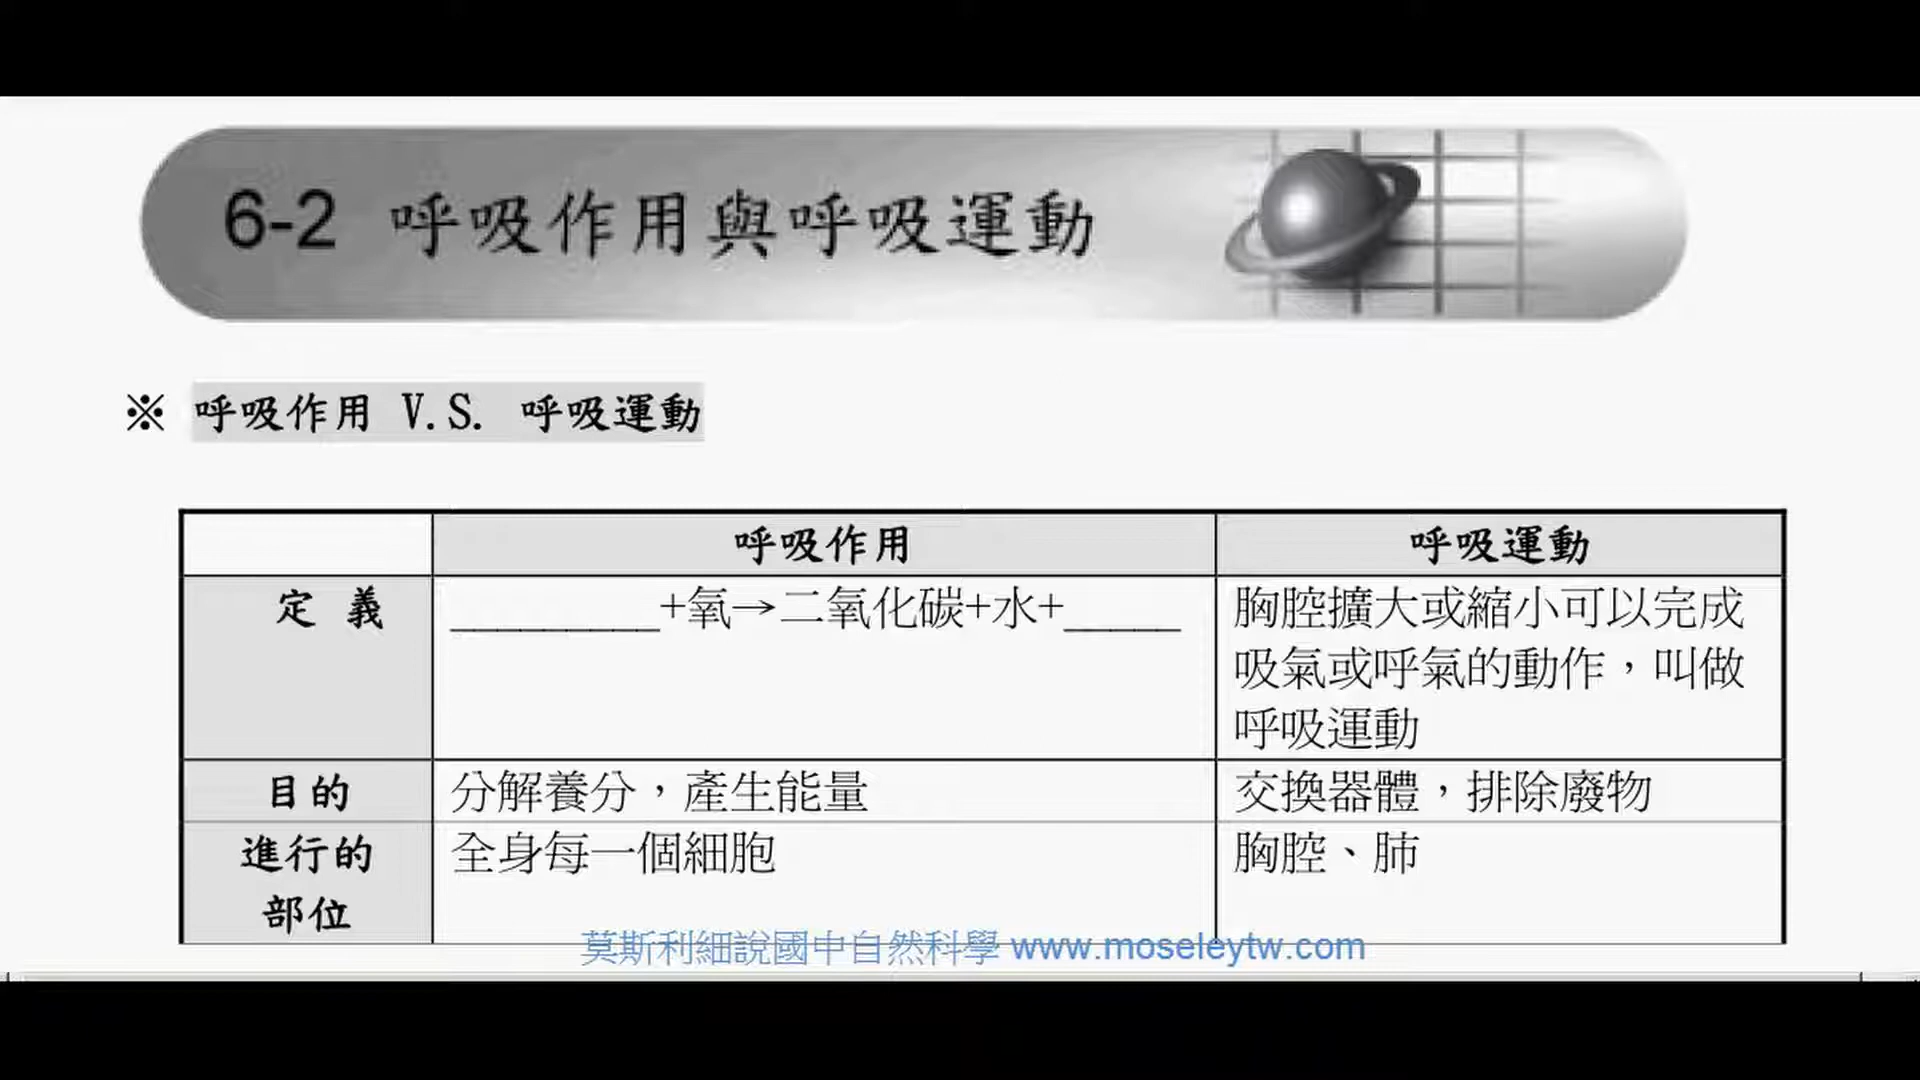 6-2 呼吸作用與呼吸運動
※ 呼吸作用 V.S. 呼吸運動
呼吸作用 呼吸運動
定 義
_________+氧→二氧化碳+水+_____
胸腔擴大或縮小可以完成
吸氣或呼氣的動作，叫做
呼吸運動
目的 分解養分，產生能量 交換器體，排除廢物
進行的
部位
全身每一個細胞 胸腔、肺
莫斯利細說國中自然科學 www.moseleytw.com